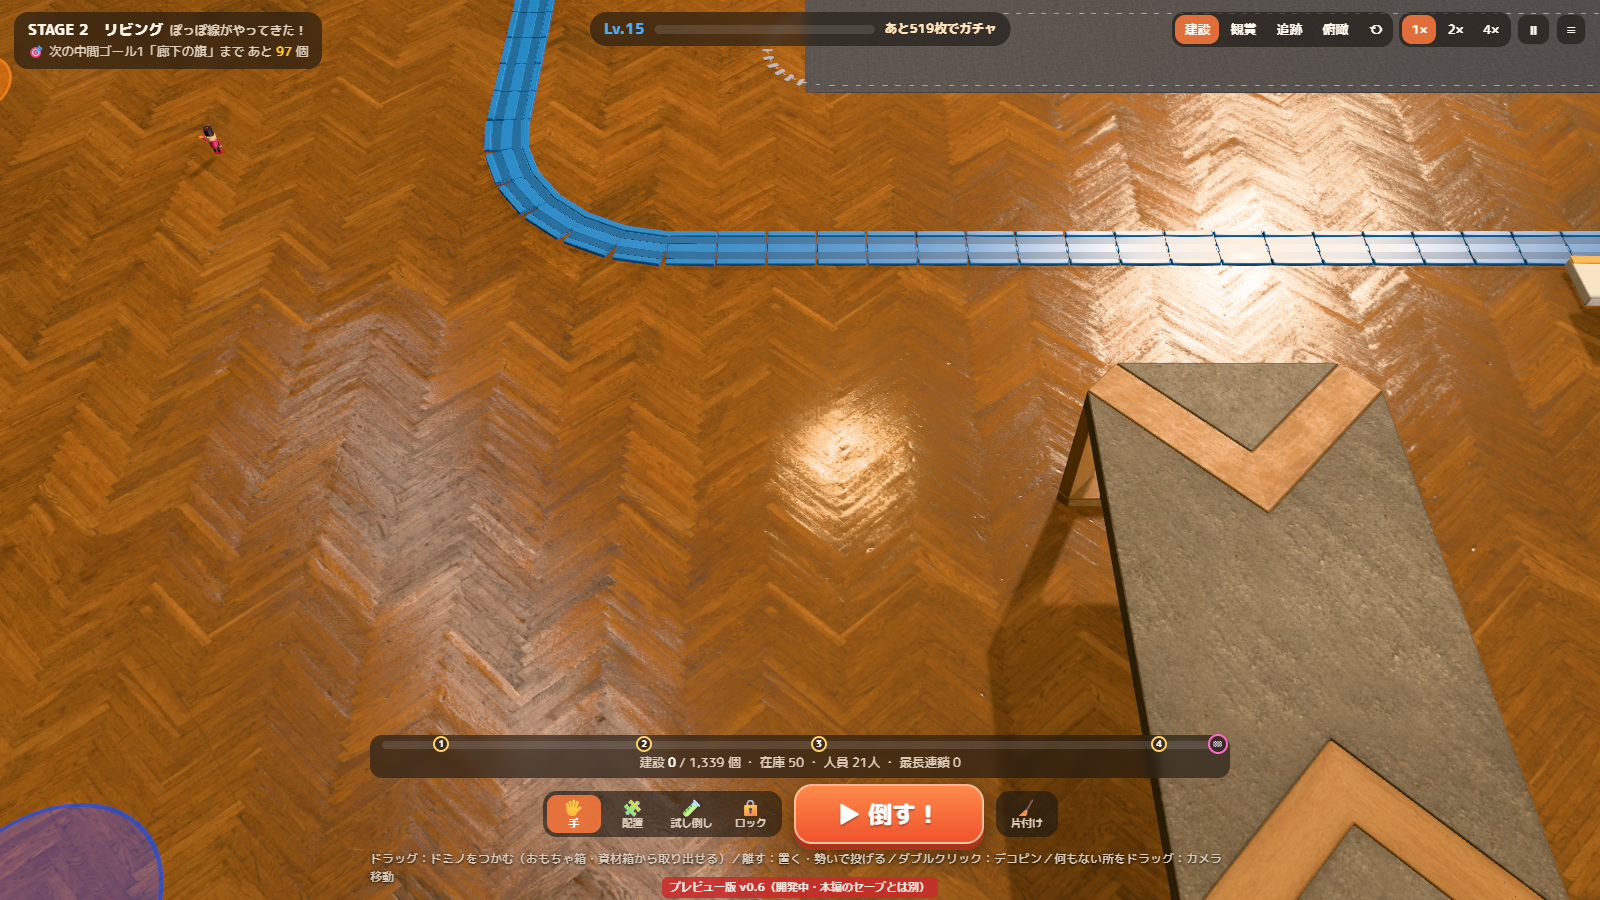 STAGE 2 リビング ぽっぽ線がやってきた！
🎯 次の中間ゴール1「廊下の旗」まで あと 97 個
Lv.15 あと519枚でガチャ
建設 観賞 追跡 俯瞰
1× 2× 4×
1 2 3 4
建設 0 / 1,339 個 ・ 在庫 50 ・ 人員 21人 ・ 最長連鎖 0
手 配置 試し倒し ロック
▶ 倒す！
片付け
ドラッグ：ドミノをつかむ（おもちゃ箱・資材箱から取り出せる）／離す：置く・勢いで投げる／ダブルクリック：デコピン／何もない所をドラッグ：カメラ
移動
プレビュー版 v0.6（開発中・本編のセーブとは別）